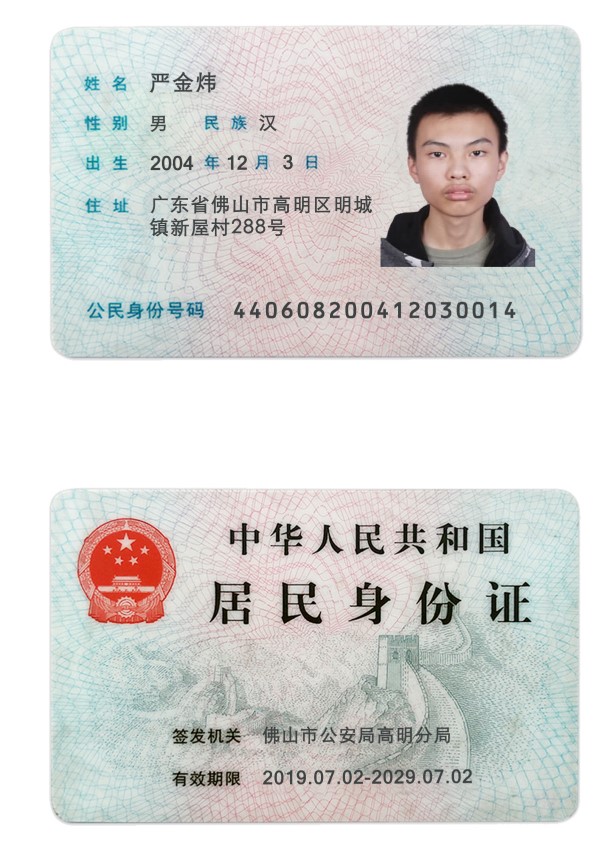 姓名 严金炜
性别 男 民族 汉
出生 2004 年 12 月 3 日
住址 广东省佛山市高明区明城
镇新屋村288号
公民身份号码 440608200412030014
中华人民共和国
居民身份证
签发机关 佛山市公安局高明分局
有效期限 2019.07.02-2029.07.02